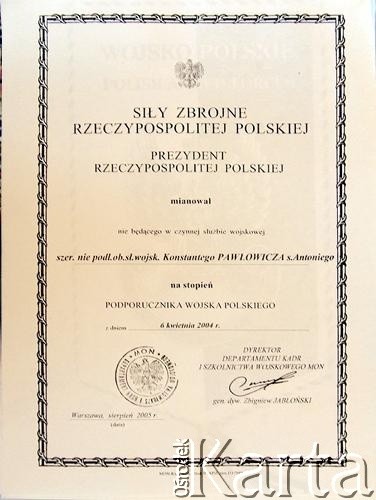 SIŁY ZBROJNE
RZECZYPOSPOLITEJ POLSKIEJ
PREZYDENT
RZECZYPOSPOLITEJ POLSKIEJ
mianował
nie będącego w czynnej służbie wojskowej
szer. nie podl.ob.sł.wojsk. Konstantego PAWŁOWICZA s.Antoniego
na stopień
PODPORUCZNIKA WOJSKA POLSKIEGO
z dniem 6 kwietnia 2004 r.
DYREKTOR
DEPARTAMENTU KADR
I SZKOLNICTWA WOJSKOWEGO MON
gen. dyw. Zbigniew JABŁOŃSKI
MON
Warszawa, sierpień 2005 r.
(data)
ośrodek
Karta